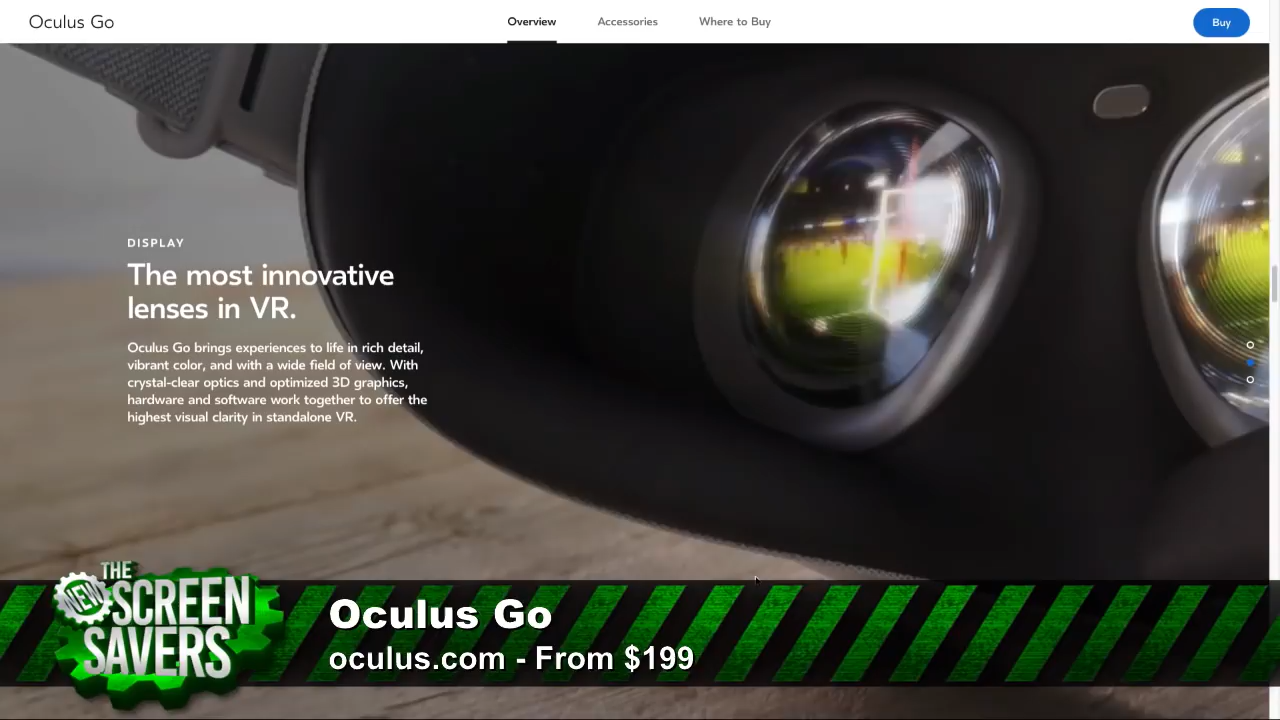 Oculus Go
Overview
Accessories
Where to Buy
Buy
DISPLAY
The most innovative
lenses in VR.
Oculus Go brings experiences to life in rich detail,
vibrant color, and with a wide field of view. With
crystal-clear optics and optimized 3D graphics,
hardware and software work together to offer the
highest visual clarity in standalone VR.
THE
NEW
SCREEN
SAVERS
Oculus Go
oculus.com - From $199